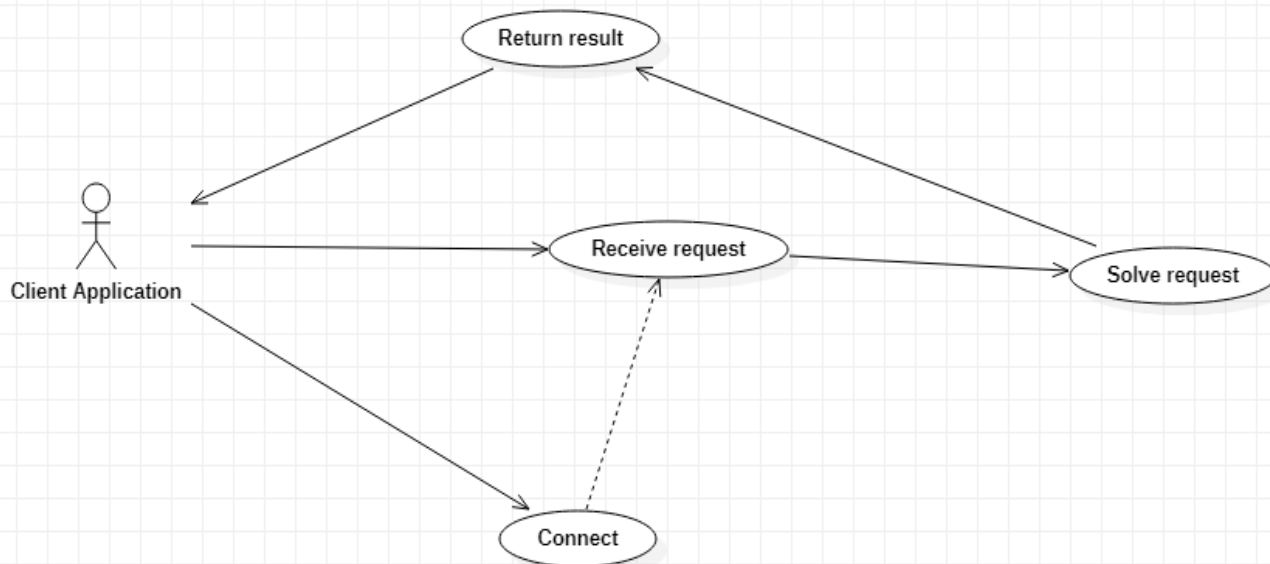 Return result
Receive request
Solve request
Client Application
Connect